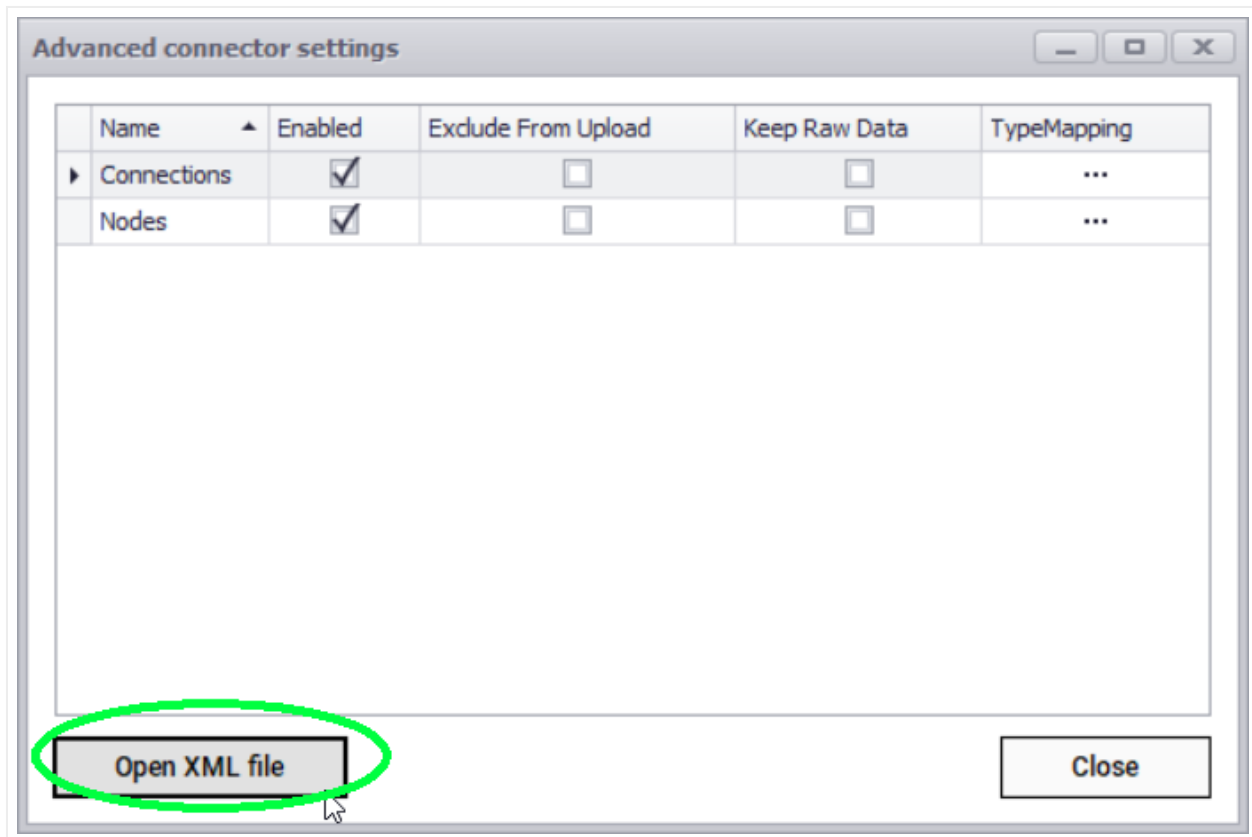 Advanced connector settings
Name Enabled Exclude From Upload Keep Raw Data TypeMapping
Connections ...
Nodes ...
Open XML file Close